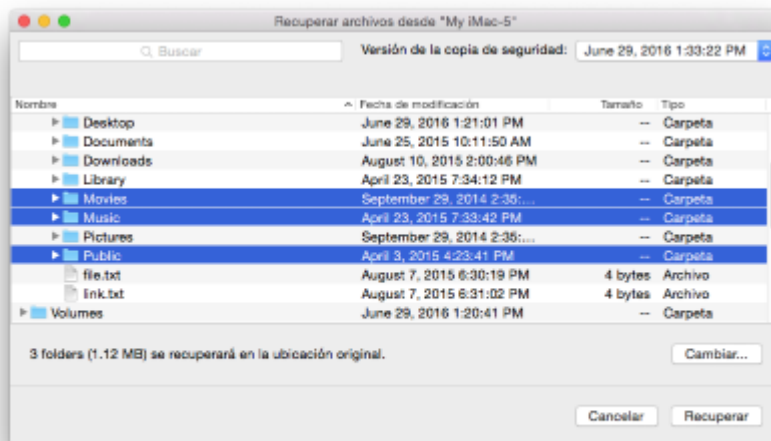 Recuperar archivos desde "My iMac-5"
Buscar Versión de la copia de seguridad: June 29, 2016 1:33:22 PM
Nombre Fecha de modificación Tamaño Tipo
Desktop June 29, 2016 1:21:01 PM -- Carpeta
Documents June 25, 2015 10:11:50 AM -- Carpeta
Downloads August 10, 2015 2:00:46 PM -- Carpeta
Library April 23, 2015 7:34:12 PM -- Carpeta
Movies September 29, 2014 2:35:... -- Carpeta
Music April 23, 2015 7:33:42 PM -- Carpeta
Pictures September 29, 2014 2:35:... -- Carpeta
Public April 3, 2015 4:23:41 PM -- Carpeta
file.txt August 7, 2015 6:30:19 PM 4 bytes Archivo
link.txt August 7, 2015 6:31:02 PM 4 bytes Archivo
Volumes June 29, 2016 1:20:41 PM -- Carpeta
3 folders (1.12 MB) se recuperará en la ubicación original. Cambiar...
Cancelar Recuperar